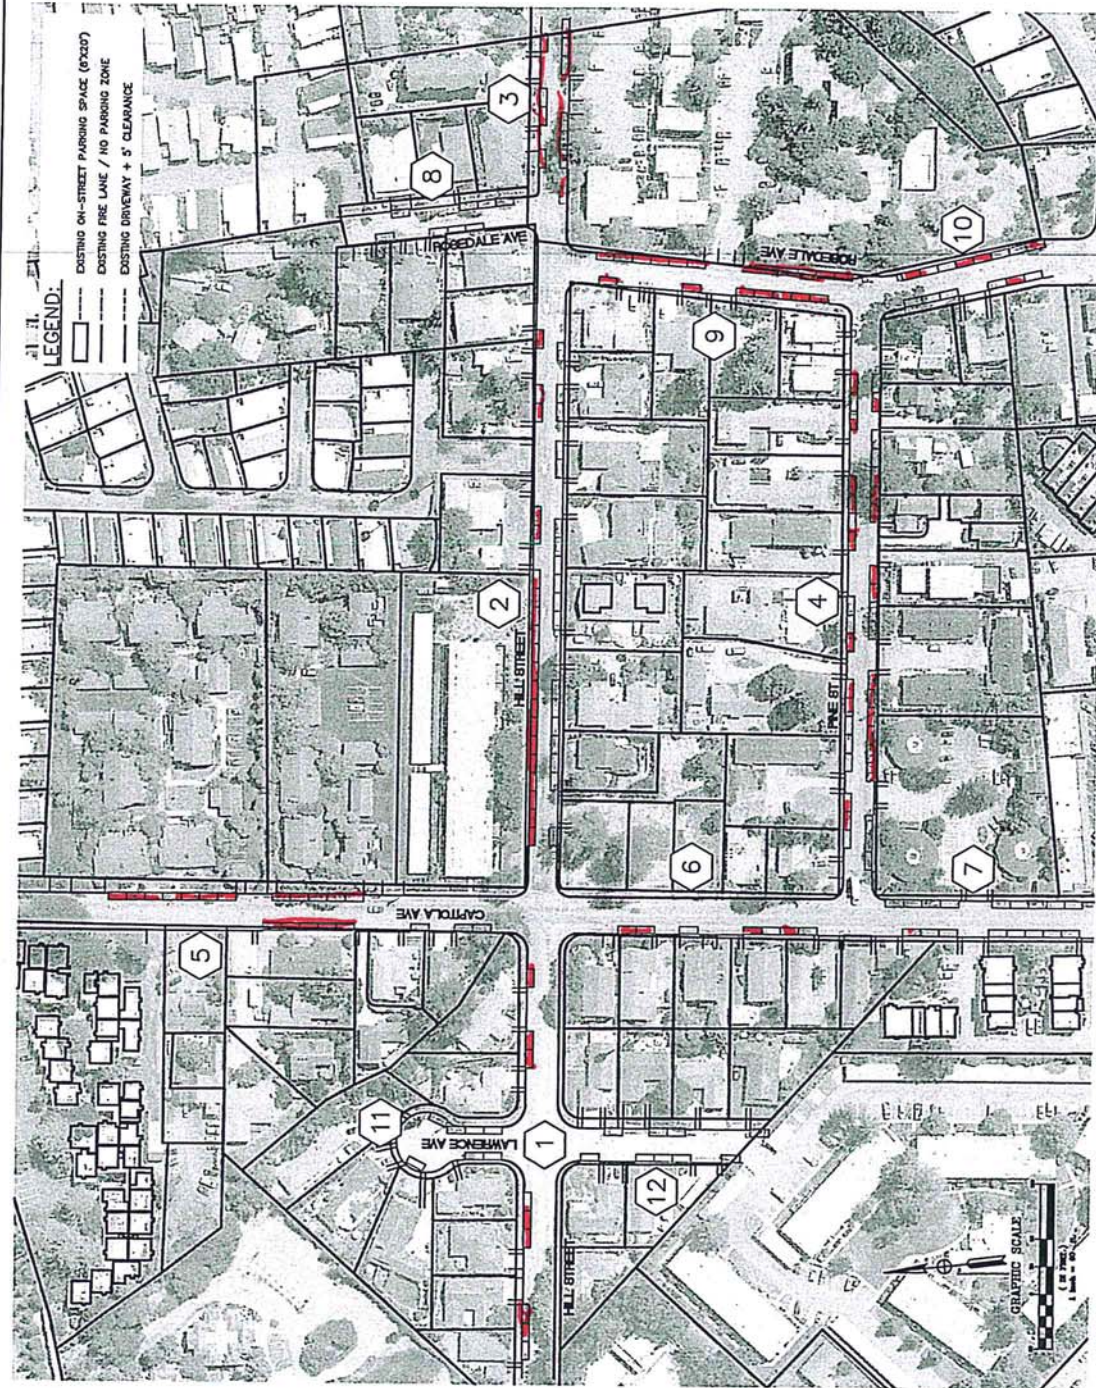 LEGEND:
EXISTING ON-STREET PARKING SPACE (8'X20')
EXISTING FIRE LANE / NO PARKING ZONE
EXISTING DRIVEWAY + 5' CLEARANCE
3
8
ROSEDALE AVE
10
ROSEDALE AVE
9
2
HILL STREET
4
PINE ST
6
7
CAPITOLA AVE
5
11
LAWRENCE AVE
1
12
HILL STREET
GRAPHIC SCALE
( IN FEET )